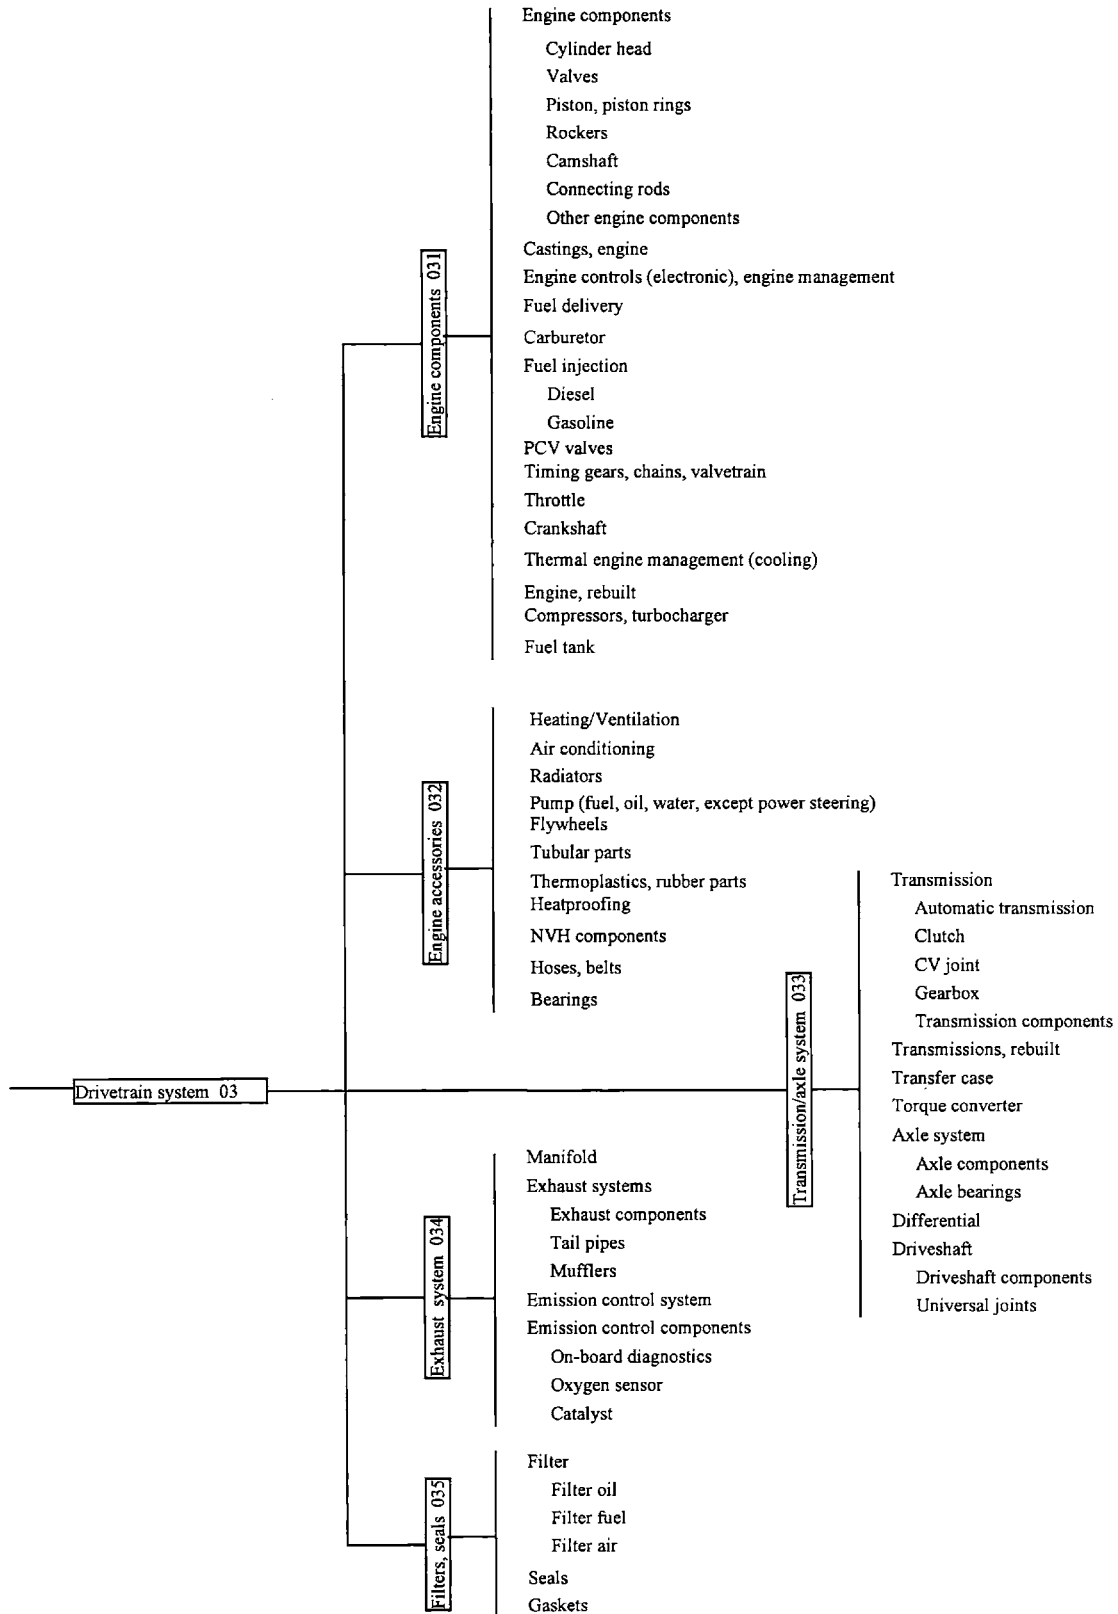 Engine components
Cylinder head
Valves
Piston, piston rings
Rockers
Camshaft
Connecting rods
Other engine components
Castings, engine
Engine controls (electronic), engine management
Fuel delivery
Carburetor
Fuel injection
Diesel
Gasoline
PCV valves
Timing gears, chains, valvetrain
Throttle
Crankshaft
Thermal engine management (cooling)
Engine, rebuilt
Compressors, turbocharger
Fuel tank
Engine components 031
Heating/Ventilation
Air conditioning
Radiators
Pump (fuel, oil, water, except power steering)
Flywheels
Tubular parts
Thermoplastics, rubber parts
Heatproofing
NVH components
Hoses, belts
Bearings
Engine accessories 032
Transmission
Automatic transmission
Clutch
CV joint
Gearbox
Transmission components
Transmissions, rebuilt
Transfer case
Torque converter
Axle system
Axle components
Axle bearings
Differential
Driveshaft
Driveshaft components
Universal joints
Transmission/axle system 033
Drivetrain system 03
Manifold
Exhaust systems
Exhaust components
Tail pipes
Mufflers
Emission control system
Emission control components
On-board diagnostics
Oxygen sensor
Catalyst
Exhaust system 034
Filter
Filter oil
Filter fuel
Filter air
Seals
Gaskets
Filters, seals 035